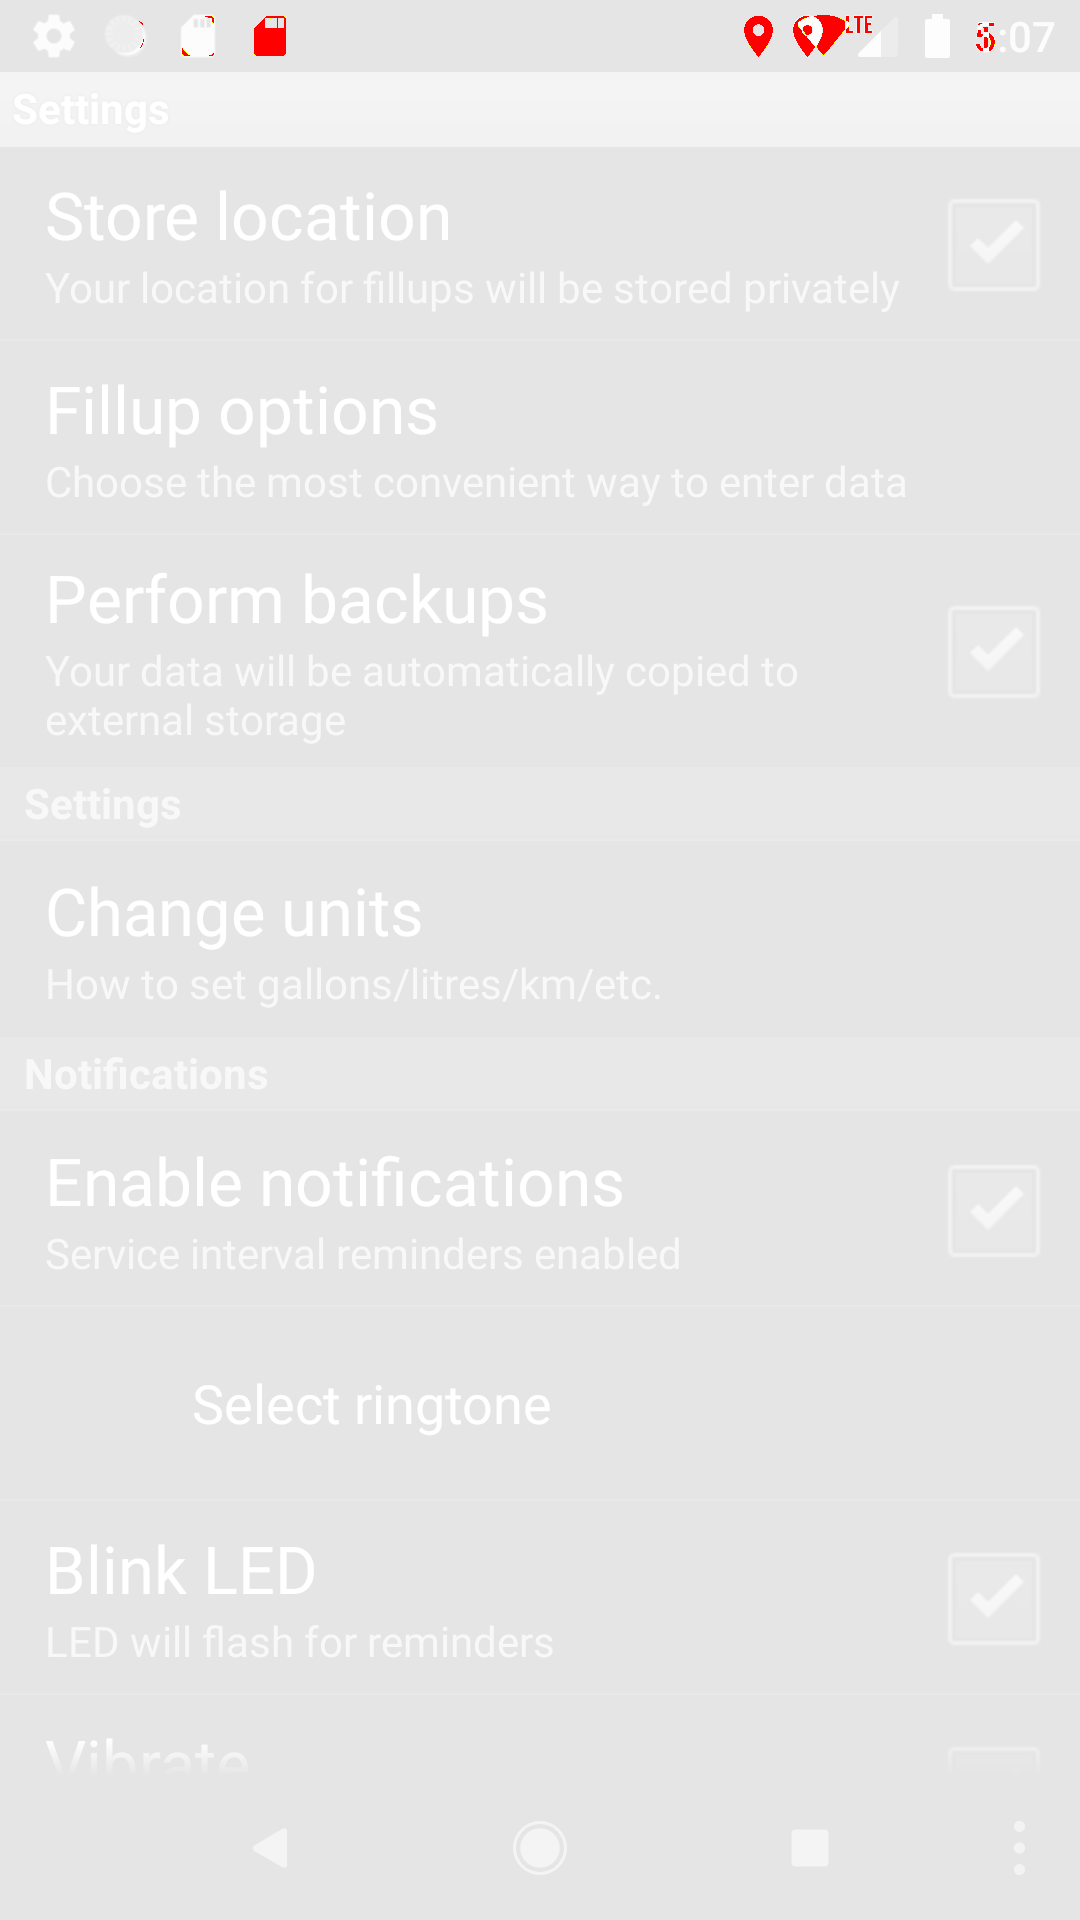 LTE
:07
Settings
Store location
Your location for fillups will be stored privately
Fillup options
Choose the most convenient way to enter data
Perform backups
Your data will be automatically copied to
external storage
Settings
Change units
How to set gallons/litres/km/etc.
Notifications
Enable notifications
Service interval reminders enabled
Select ringtone
Blink LED
LED will flash for reminders
Vibrate